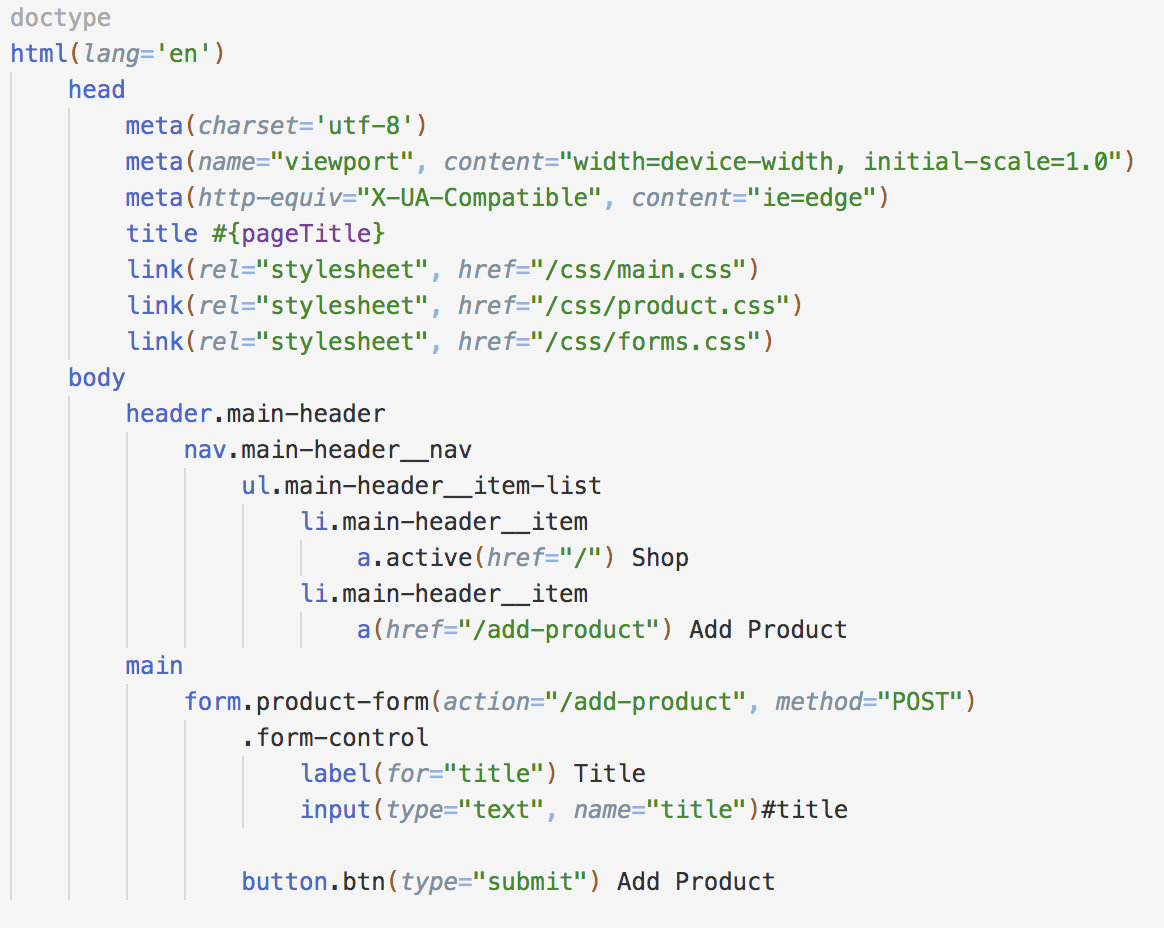 doctype
html(lang='en')
    head
        meta(charset='utf-8')
        meta(name="viewport", content="width=device-width, initial-scale=1.0")
        meta(http-equiv="X-UA-Compatible", content="ie=edge")
        title #{pageTitle}
        link(rel="stylesheet", href="/css/main.css")
        link(rel="stylesheet", href="/css/product.css")
        link(rel="stylesheet", href="/css/forms.css")
    body
        header.main-header
            nav.main-header__nav
                ul.main-header__item-list
                    li.main-header__item
                        a.active(href="/") Shop
                    li.main-header__item
                        a(href="/add-product") Add Product
        main
            form.product-form(action="/add-product", method="POST")
                .form-control
                    label(for="title") Title
                    input(type="text", name="title")#title

                button.btn(type="submit") Add Product